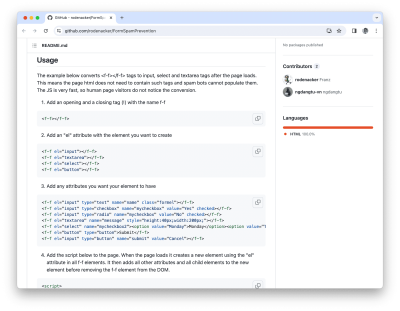 GitHub - rodenacker/FormSpamPrevention
github.com/rodenacker/FormSpamPrevention
README.md
Usage
The example below converts <f-f></f-f> tags to input, select and textarea tags after the page loads.
This means the page html does not need to contain such tags and spam bots cannot populate them.
The JS is very fast, so human page visitors do not notice the conversion.
1. Add an opening and a closing tag (!) with the name f-f
<f-f></f-f>
2. Add an "el" attribute with the element you want to create
<f-f el="input"></f-f>
<f-f el="textarea"></f-f>
<f-f el="select"></f-f>
<f-f el="button"></f-f>
3. Add any attributes you want your element to have
<f-f el="input" type="text" name="name" class="formel"></f-f>
<f-f el="input" type="checkbox" name="mycheckbox" value="Yes" checked></f-f>
<f-f el="input" type="radio" name="mycheckbox" value="No" checked></f-f>
<f-f el="textarea" name="message" style="height:40px;width:200px;"></f-f>
<f-f el="select" name="mycheckbox1"><option value="Monday">Monday</option><option value="T
<f-f el="button" type="button">Submit</f-f>
<f-f el="input" type="button" name="submit" value="Cancel"></f-f>
4. Add the script below to the page. When the page loads it creates a new element using the "el"
attribute in all f-f elements. It then adds all other attributes and all child elements to the new
element before removing the f-f element from the DOM.
<script>
No packages published
Contributors 2
rodenacker Franz
ngdangtu-vn ngdangtu
Languages
HTML 100.0%